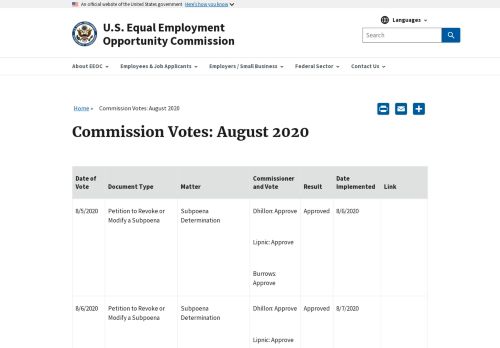 An official website of the United States government Here's how you know
U.S. Equal Employment
Opportunity Commission
Languages
Search
About EEOC
Employees & Job Applicants
Employers / Small Business
Federal Sector
Contact Us
Home » Commission Votes: August 2020
Commission Votes: August 2020
Date of Vote Document Type Matter Commissioner and Vote Result Date Implemented Link
8/5/2020 Petition to Revoke or Modify a Subpoena Subpoena Determination Dhillon: Approve Approved 8/6/2020
Lipnic: Approve
Burrows: Approve
8/6/2020 Petition to Revoke or Modify a Subpoena Subpoena Determination Dhillon: Approve Approved 8/7/2020
Lipnic: Approve